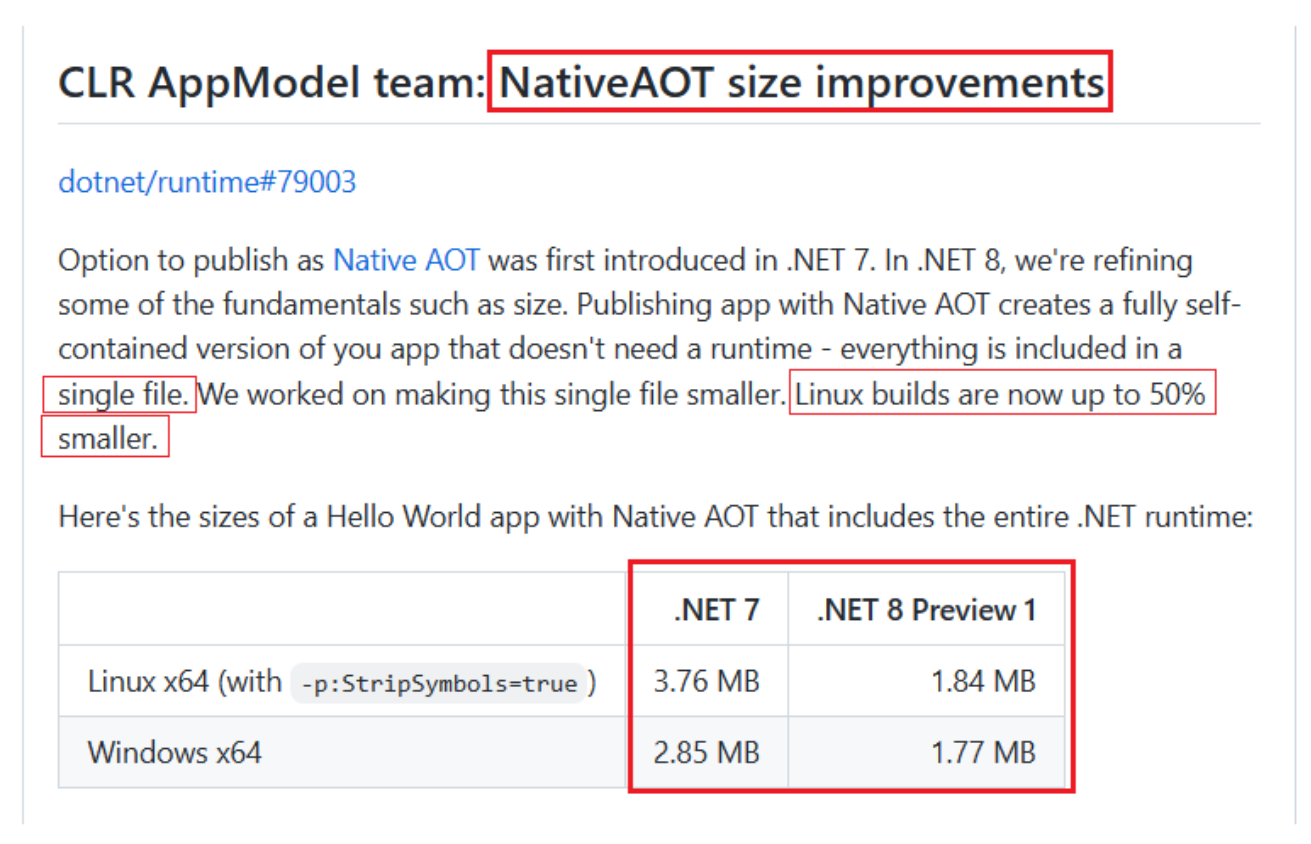 CLR AppModel team: NativeAOT size improvements
dotnet/runtime#79003
Option to publish as Native AOT was first introduced in .NET 7. In .NET 8, we're refining
some of the fundamentals such as size. Publishing app with Native AOT creates a fully self-
contained version of you app that doesn't need a runtime - everything is included in a
single file. We worked on making this single file smaller. Linux builds are now up to 50%
smaller.
Here's the sizes of a Hello World app with Native AOT that includes the entire .NET runtime:
.NET 7 .NET 8 Preview 1
Linux x64 (with -p:StripSymbols=true ) 3.76 MB 1.84 MB
Windows x64 2.85 MB 1.77 MB